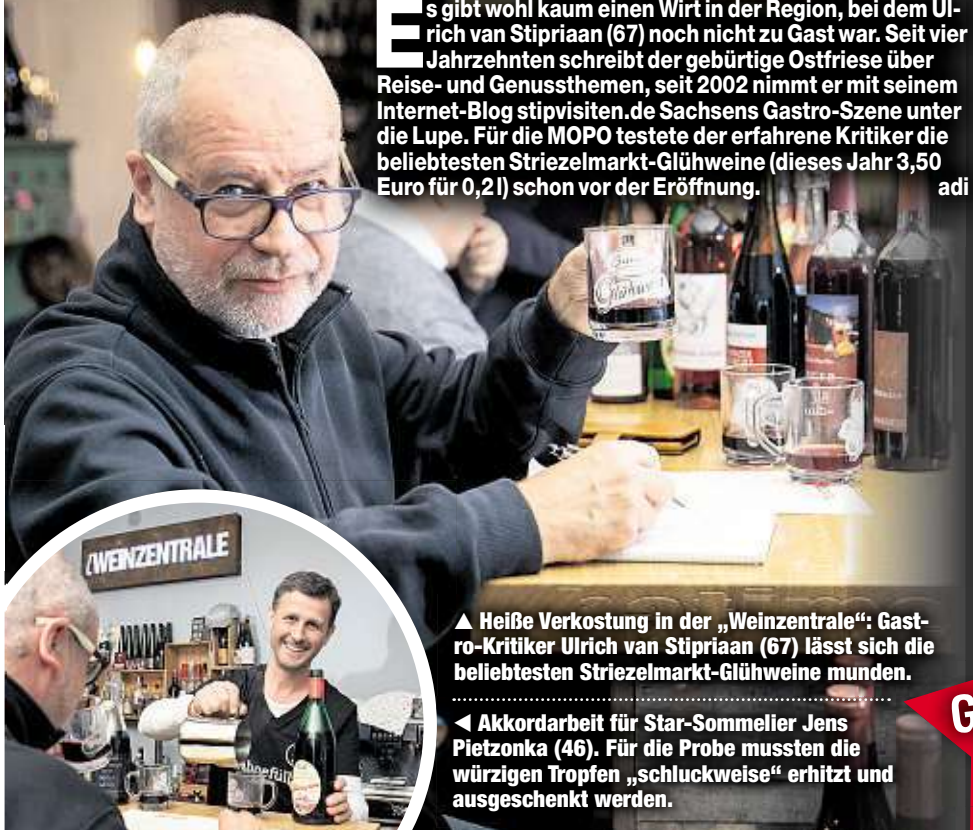 Es gibt wohl kaum einen Wirt in der Region, bei dem Ul-
rich van Stipriaan (67) noch nicht zu Gast war. Seit vier
Jahrzehnten schreibt der gebürtige Ostfriese über
Reise- und Genussthemen, seit 2002 nimmt er mit seinem
Internet-Blog stipvisiten.de Sachsens Gastro-Szene unter
die Lupe. Für die MOPO testete der erfahrene Kritiker die
beliebtesten Striezelmarkt-Glühweine (dieses Jahr 3,50
Euro für 0,2 l) schon vor der Eröffnung. adi
WEINZENTRALE
▲ Heiße Verkostung in der „Weinzentrale“: Gast-
ro-Kritiker Ulrich van Stipriaan (67) lässt sich die
beliebtesten Striezelmarkt-Glühweine munden.
◀ Akkordarbeit für Star-Sommelier Jens
Pietzonka (46). Für die Probe mussten die
würzigen Tropfen „schluckweise“ erhitzt und
ausgeschenkt werden.
G